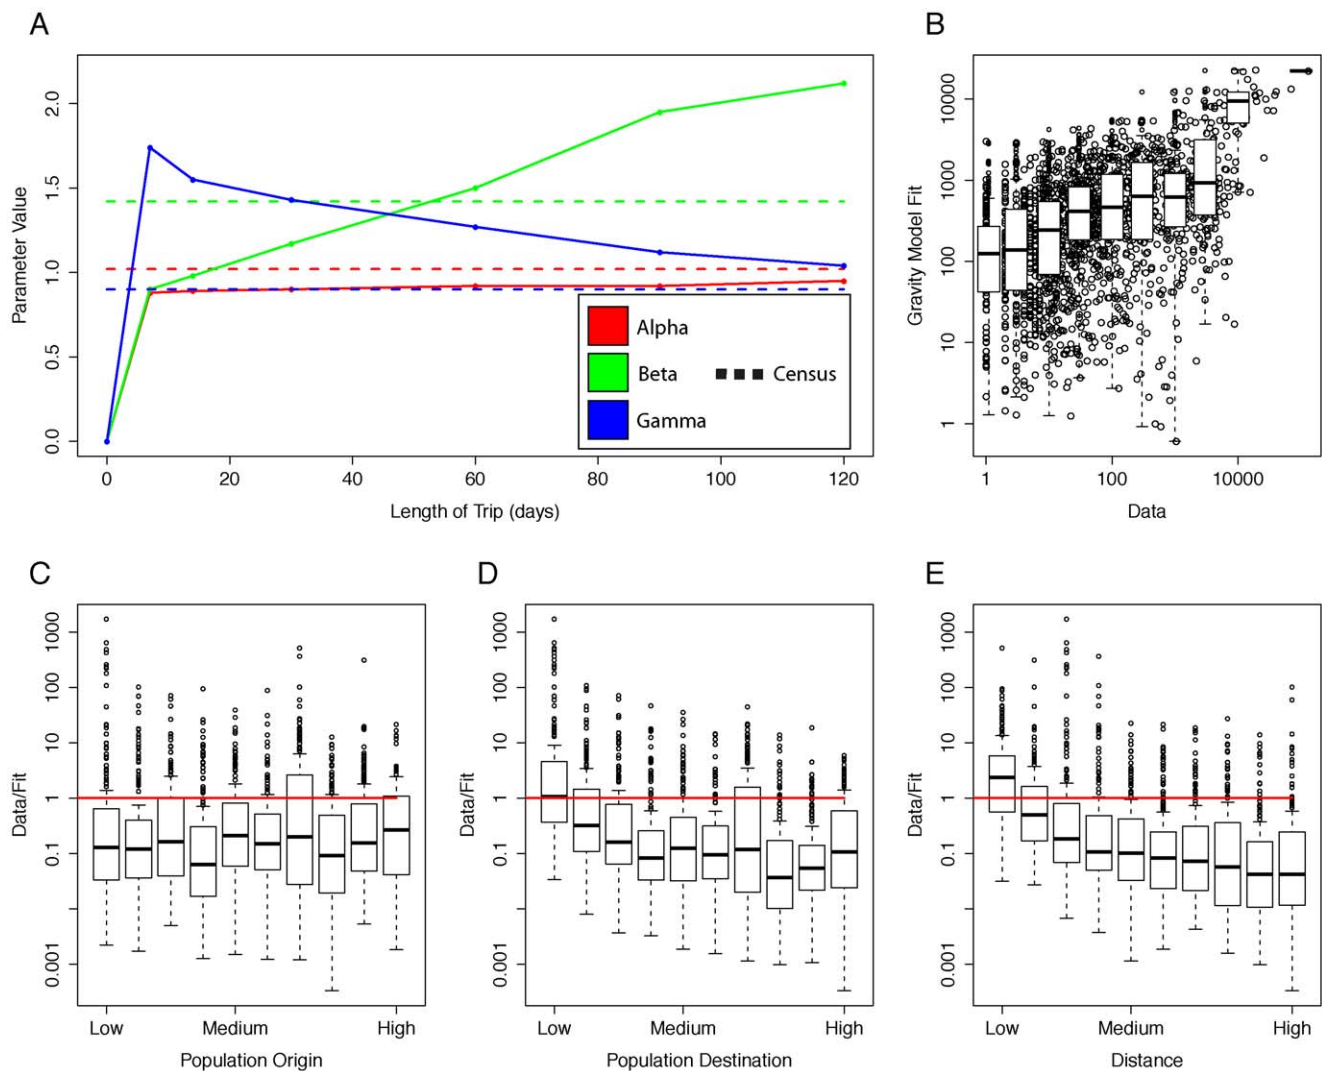 A
Parameter Value
2.0
1.5
1.0
0.5
0.0
0 20 40 60 80 100 120
Length of Trip (days)
Alpha
Beta
Gamma
Census
B
Gravity Model Fit
10000
1000
100
10
1
1 100 10000
Data
C
Data/Fit
1000
100
10
1
0.1
0.001
Low Medium High
Population Origin
D
Data/Fit
1000
100
10
1
0.1
0.001
Low Medium High
Population Destination
E
Data/Fit
1000
100
10
1
0.1
0.001
Low Medium High
Distance